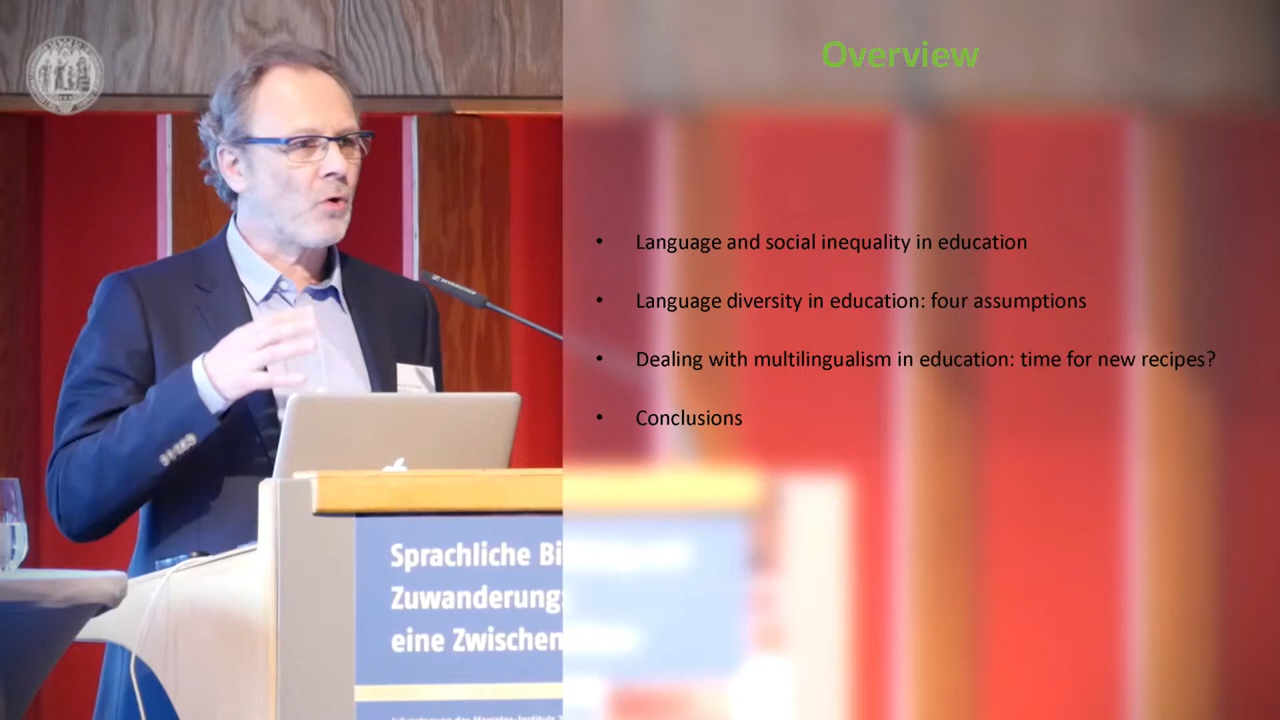 Overview
• Language and social inequality in education
• Language diversity in education: four assumptions
• Dealing with multilingualism in education: time for new recipes?
• Conclusions
Sprachliche Bi
Zuwanderung
eine Zwischen